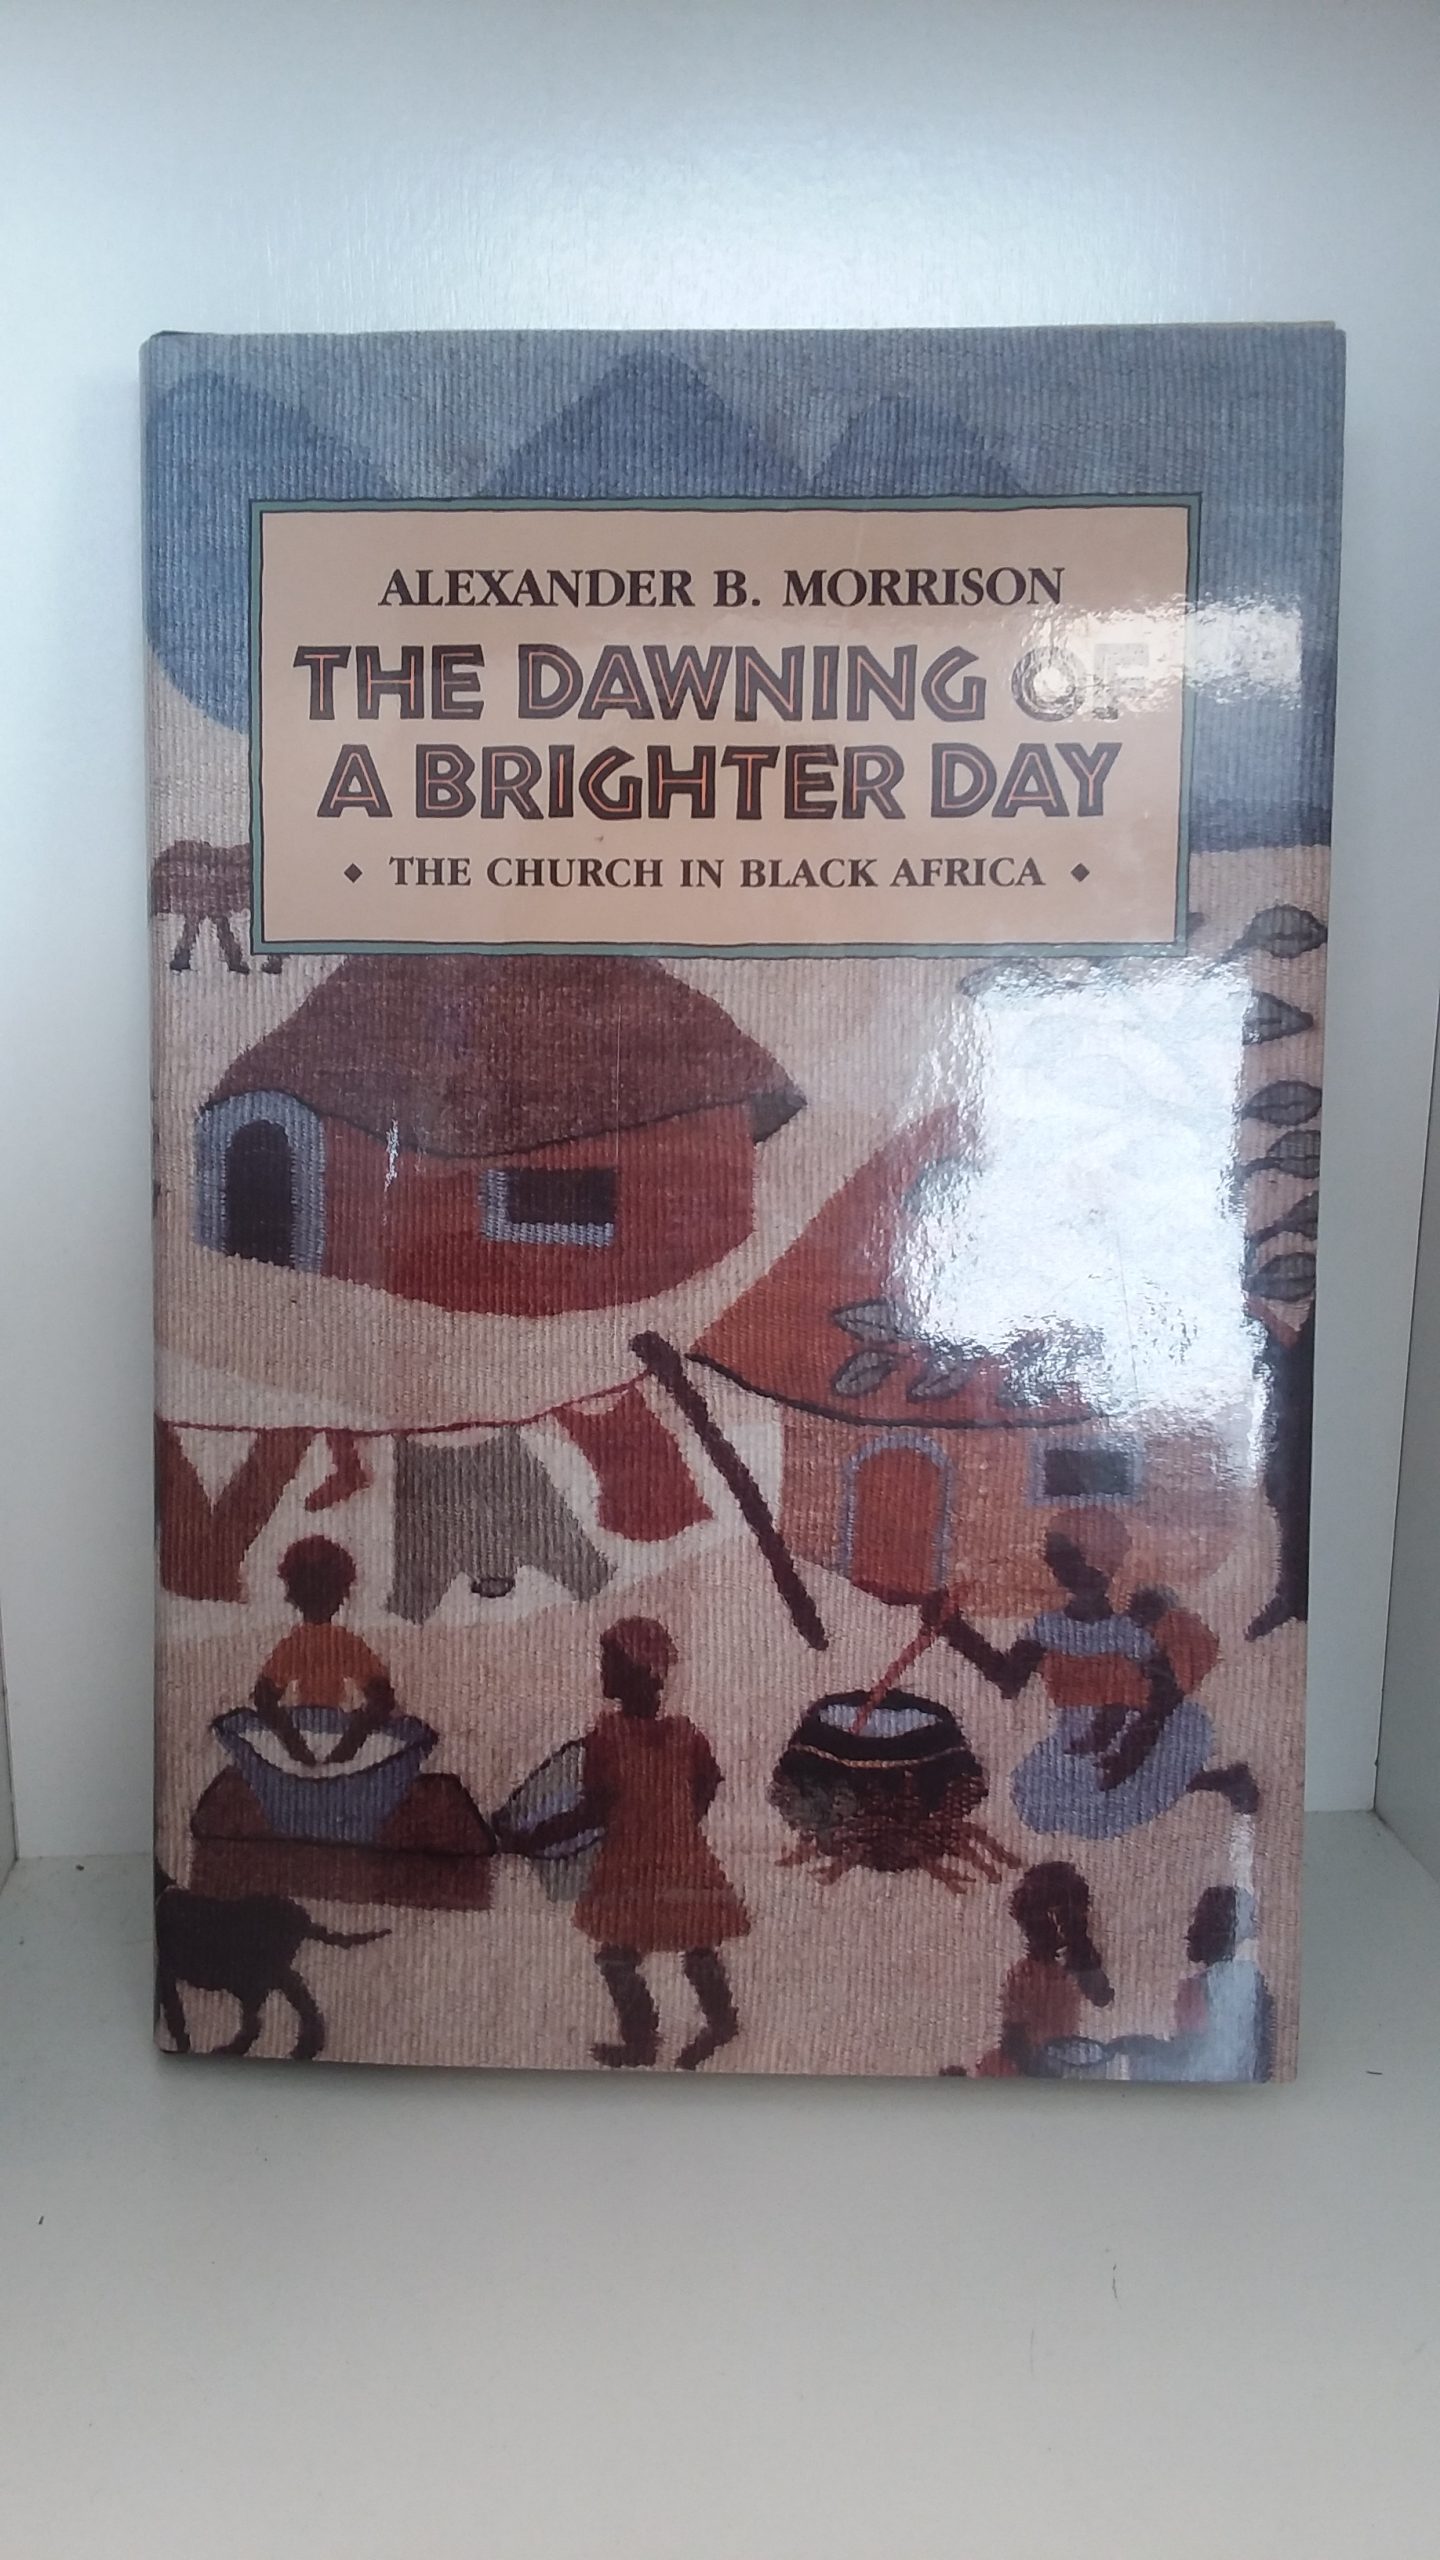 ALEXANDER B. MORRISON
THE DAWNING OF
A BRIGHTER DAY
◆ THE CHURCH IN BLACK AFRICA ◆